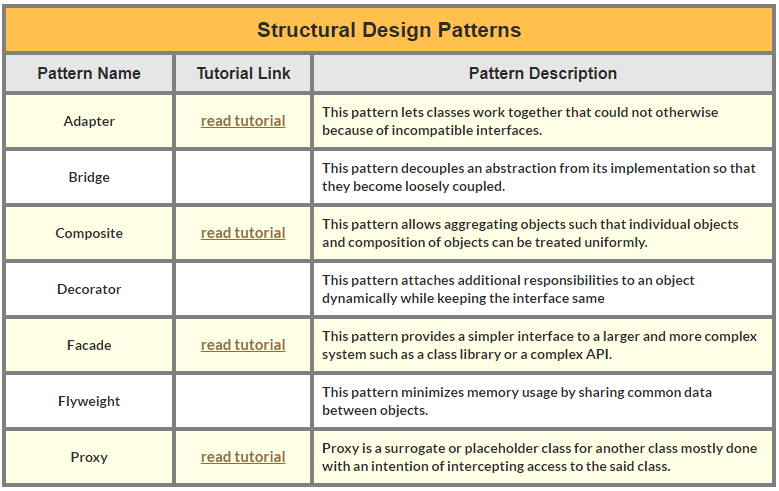 Structural Design Patterns
Pattern Name Tutorial Link Pattern Description
Adapter read tutorial This pattern lets classes work together that could not otherwise
because of incompatible interfaces.
Bridge This pattern decouples an abstraction from its implementation so that
they become loosely coupled.
Composite read tutorial This pattern allows aggregating objects such that individual objects
and composition of objects can be treated uniformly.
Decorator This pattern attaches additional responsibilities to an object
dynamically while keeping the interface same
Facade read tutorial This pattern provides a simpler interface to a larger and more complex
system such as a class library or a complex API.
Flyweight This pattern minimizes memory usage by sharing common data
between objects.
Proxy read tutorial Proxy is a surrogate or placeholder class for another class mostly done
with an intention of intercepting access to the said class.